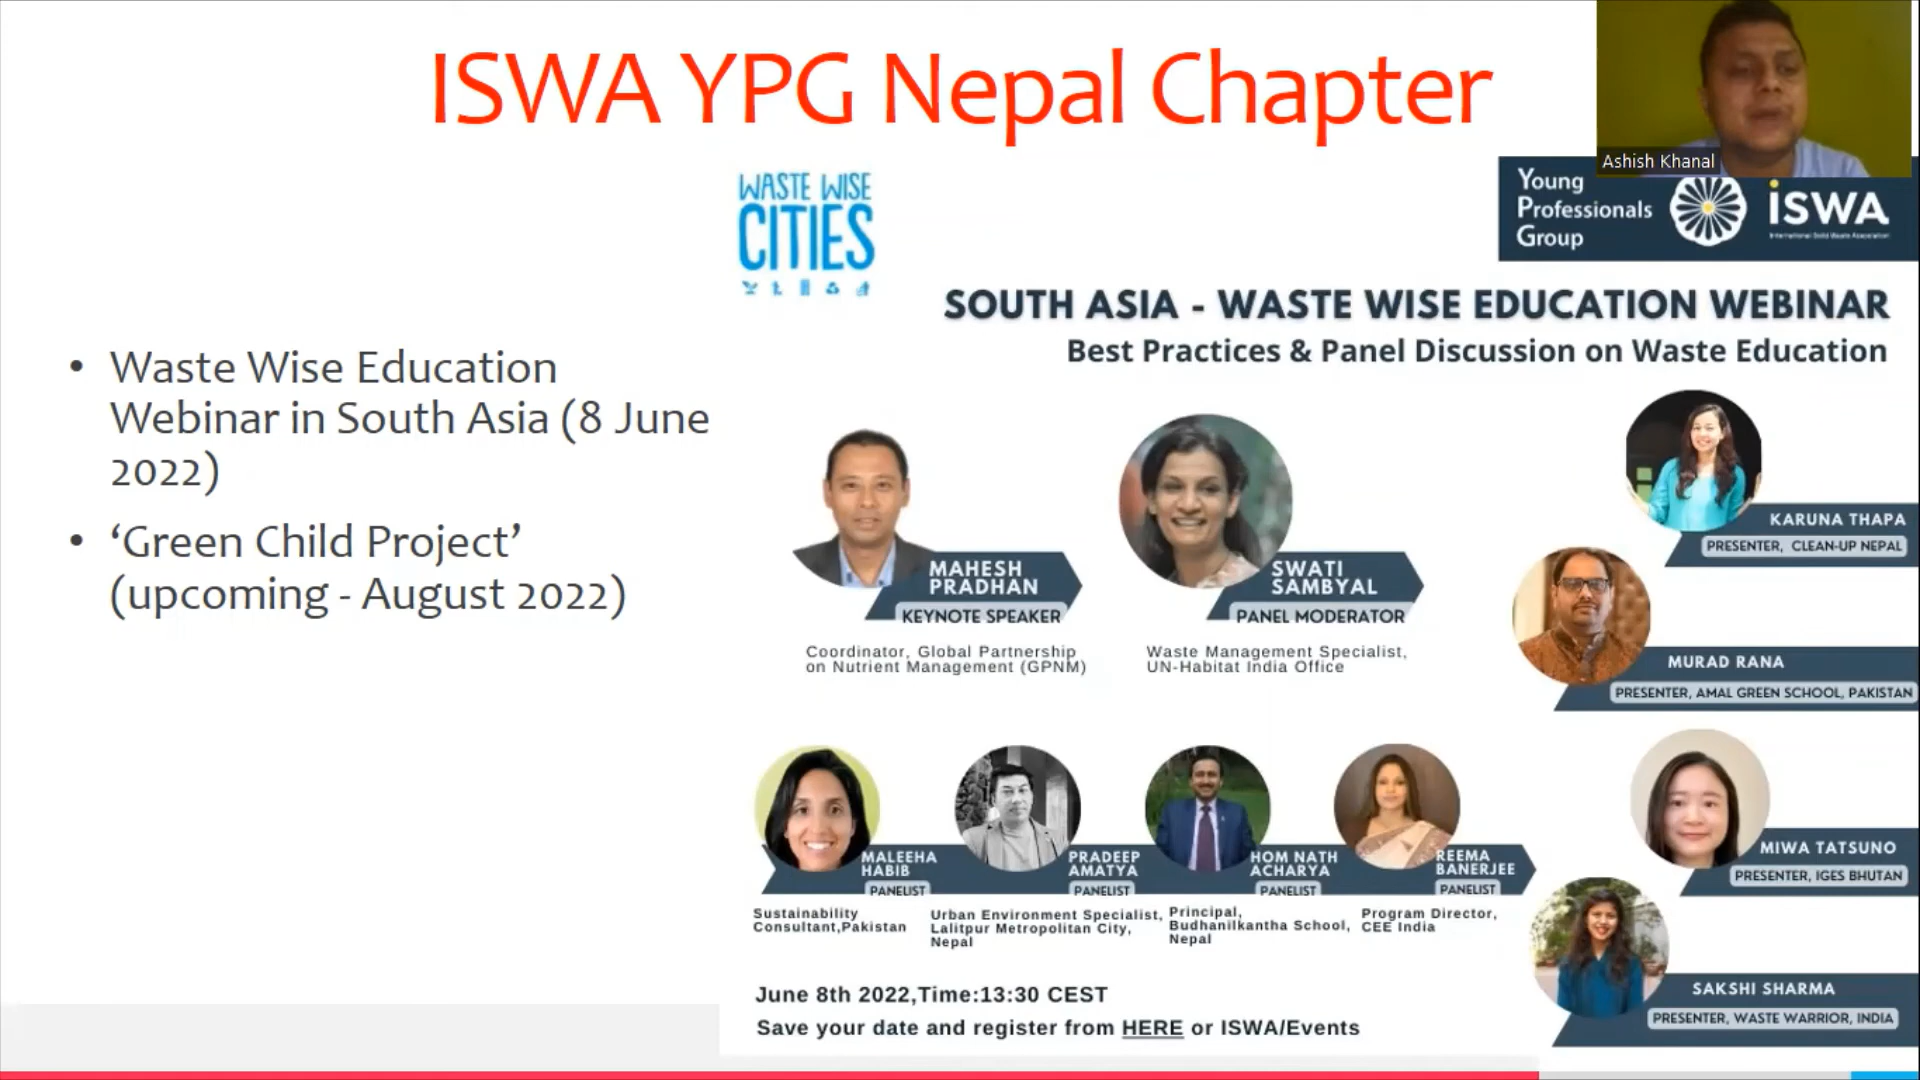 ISWA YPG Nepal Chapter
Ashish Khanal
WASTE WISE
CITIES
Young
Professionals
Group
iSWA
International Solid Waste Association
SOUTH ASIA - WASTE WISE EDUCATION WEBINAR
Best Practices & Panel Discussion on Waste Education
• Waste Wise Education
Webinar in South Asia (8 June
2022)
• ‘Green Child Project’
(upcoming - August 2022)
MAHESH
PRADHAN
KEYNOTE SPEAKER
Coordinator, Global Partnership
on Nutrient Management (GPNM)
SWATI
SAMBYAL
PANEL MODERATOR
Waste Management Specialist,
UN-Habitat India Office
KARUNA THAPA
PRESENTER, CLEAN-UP NEPAL
MURAD RANA
PRESENTER, AMAL GREEN SCHOOL, PAKISTAN
MIWA TATSUNO
PRESENTER, IGES BHUTAN
SAKSHI SHARMA
PRESENTER, WASTE WARRIOR, INDIA
MALEEHA
HABIB
PANELIST
Sustainability
Consultant,Pakistan
PRADEEP
AMATYA
PANELIST
Urban Environment Specialist,
Lalitpur Metropolitan City,
Nepal
HOM NATH
ACHARYA
PANELIST
Principal,
Budhanilkantha School,
Nepal
REEMA
BANERJEE
PANELIST
Program Director,
CEE India
June 8th 2022,Time:13:30 CEST
Save your date and register from HERE or ISWA/Events